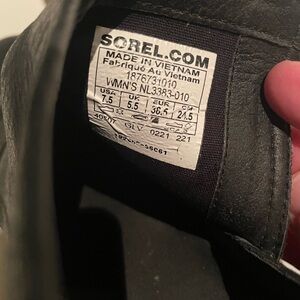 SOREL.COM
MADE IN VIETNAM
Fabriqué Au Vietnam
1876731010
WMN'S NL3383-010
USA UK EUR CM
7.5 5.5 38.5 24.5
0221 221